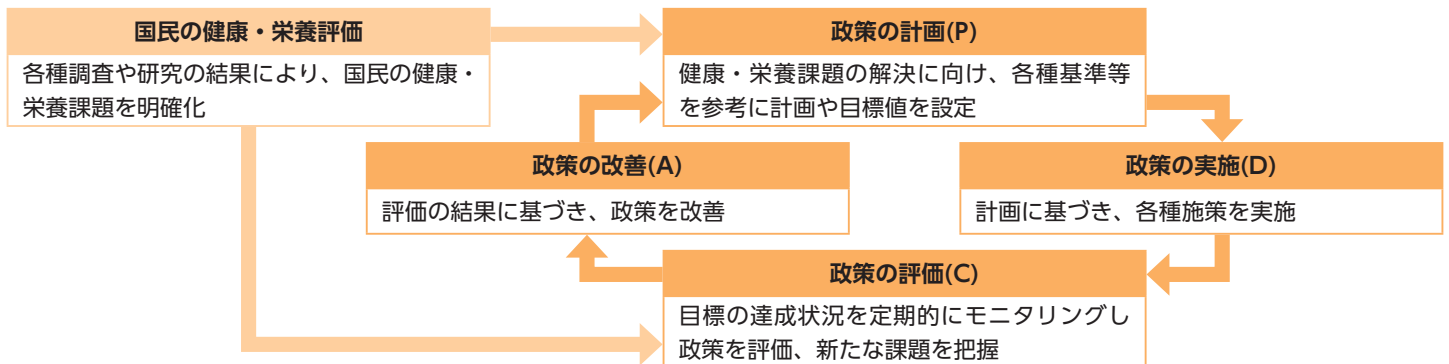 国民の健康・栄養評価
各種調査や研究の結果により、国民の健康・
栄養課題を明確化
政策の計画(P)
健康・栄養課題の解決に向け、各種基準等
を参考に計画や目標値を設定
政策の改善(A)
評価の結果に基づき、政策を改善
政策の実施(D)
計画に基づき、各種施策を実施
政策の評価(C)
目標の達成状況を定期的にモニタリングし
政策を評価、新たな課題を把握